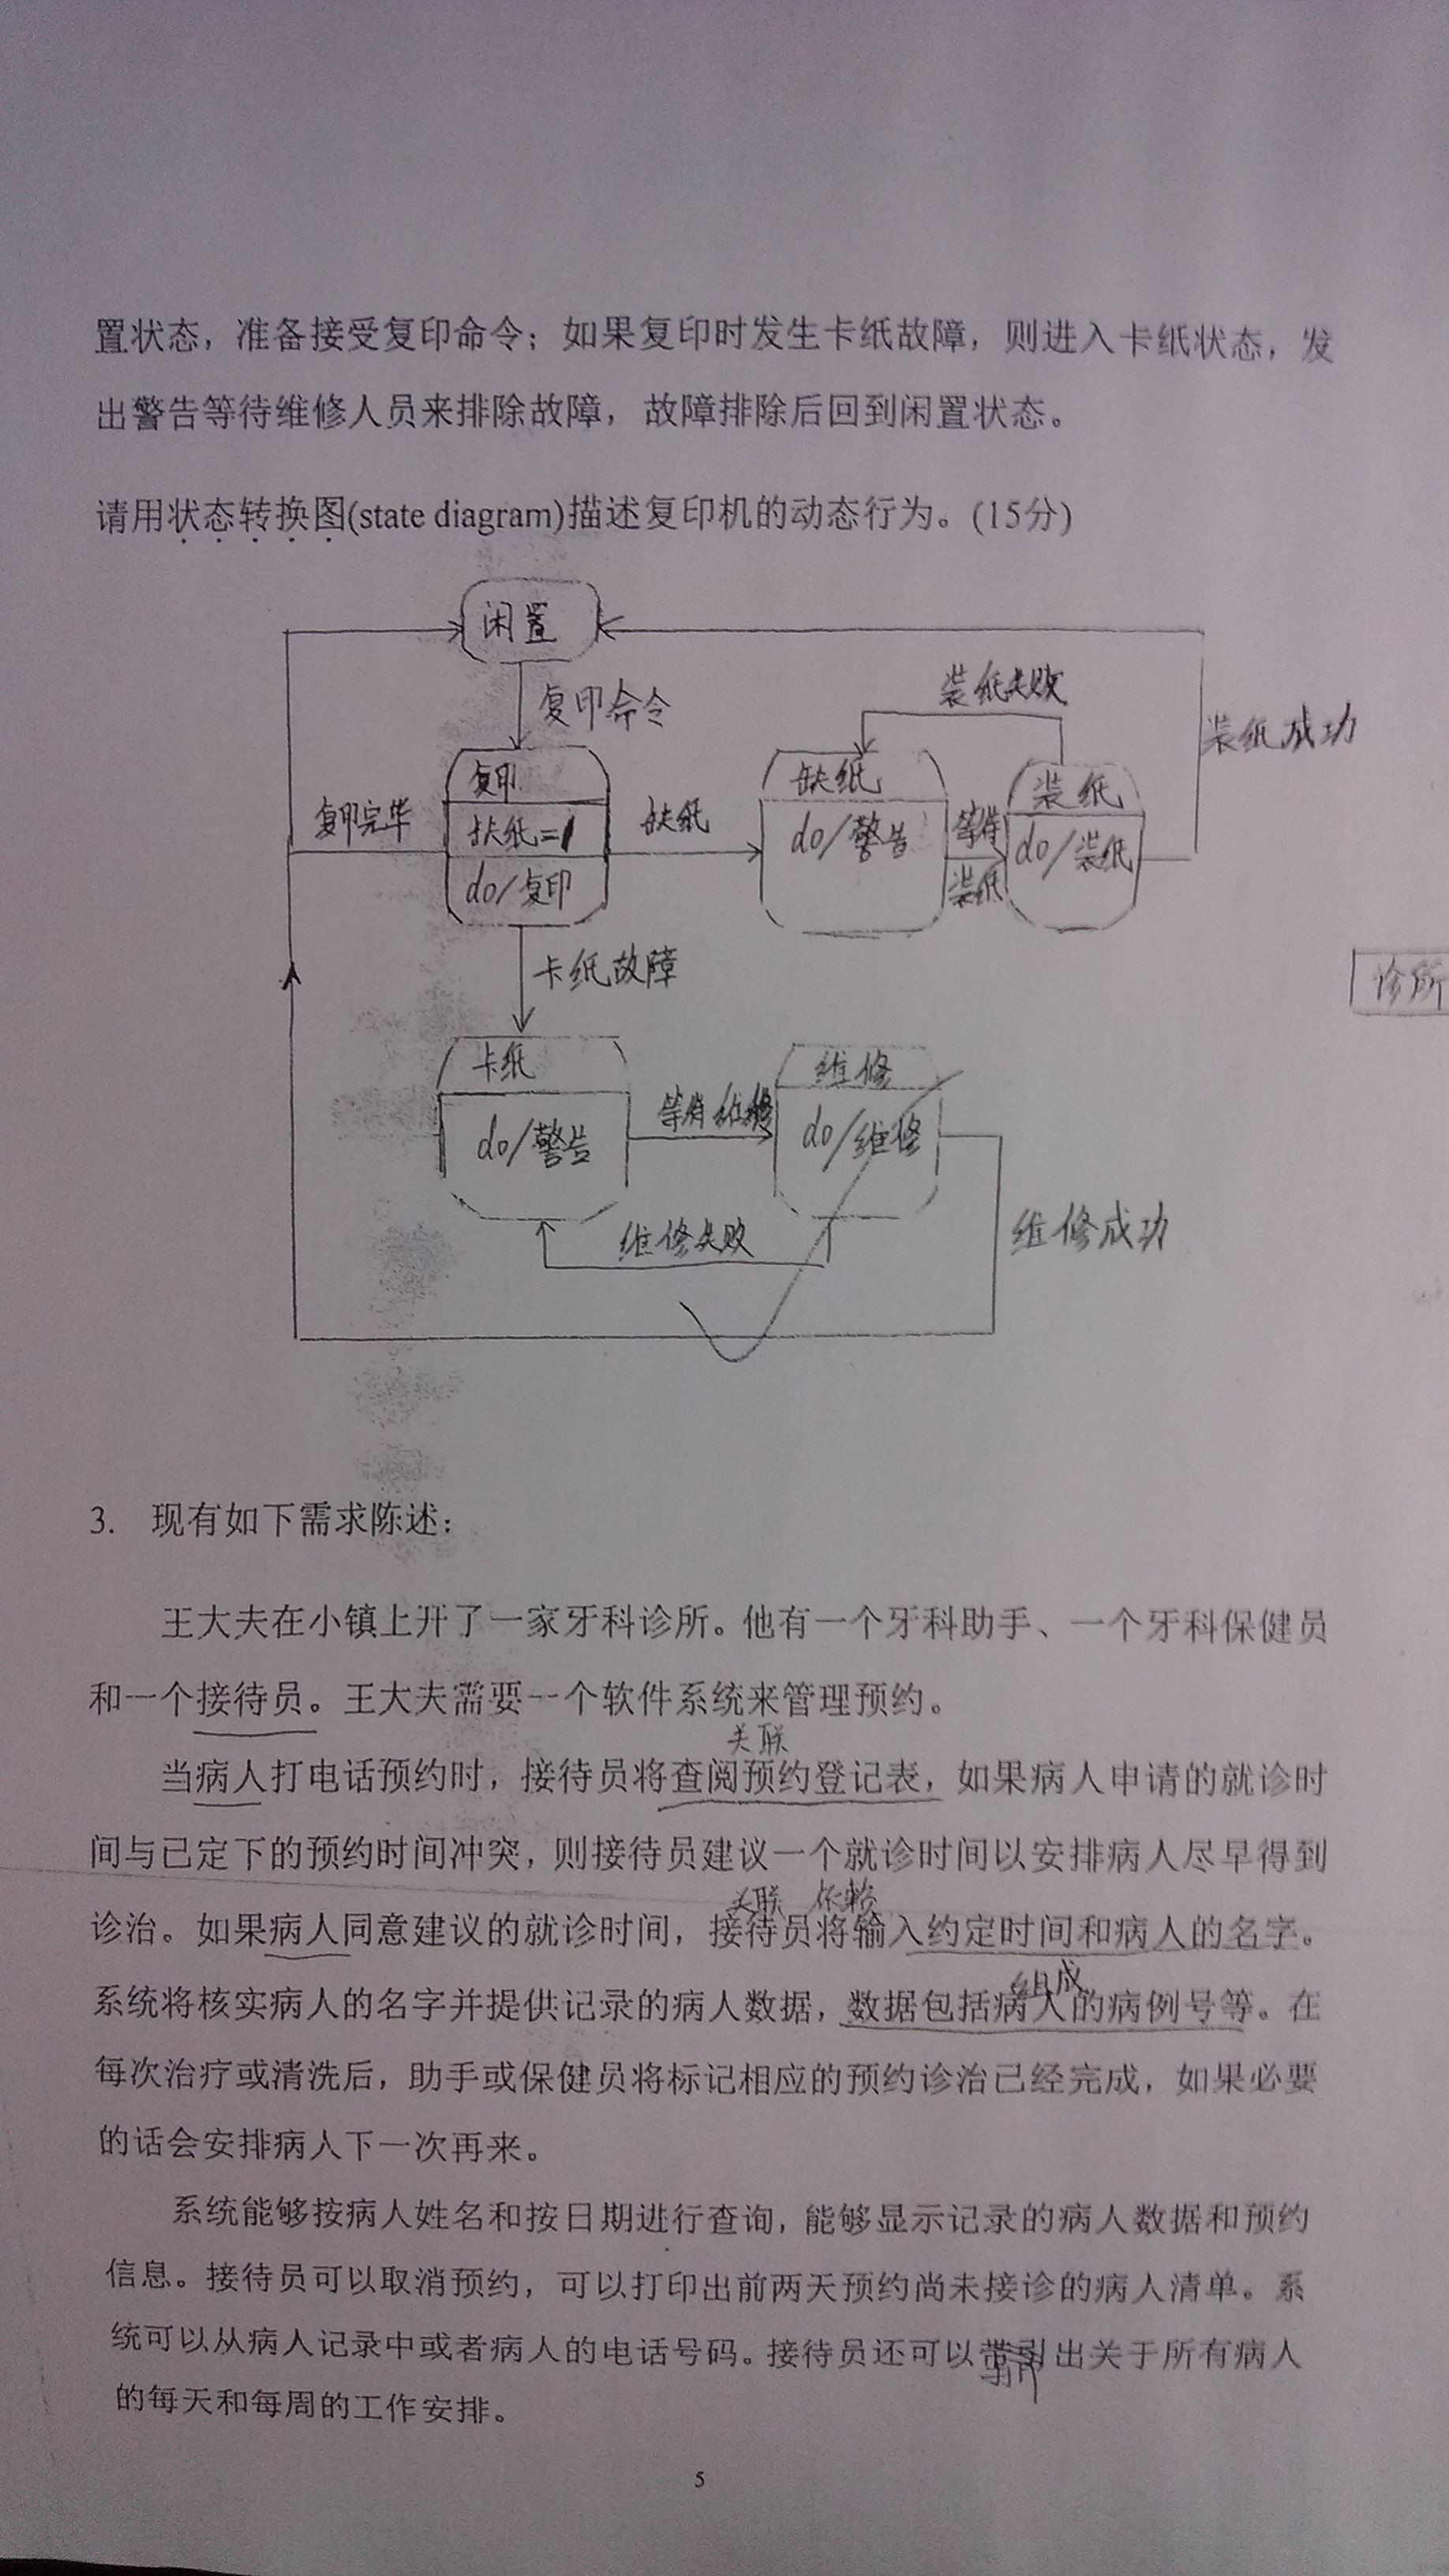 置状态，准备接受复印命令；如果复印时发生卡纸故障，则进入卡纸状态，发
出警告等待维修人员来排除故障，故障排除后回到闲置状态。
请用状态转换图(state diagram)描述复印机的动态行为。(15分)
闲置
复印命令
装纸失败
装纸成功
复印完毕
复印
=1
do/复印
缺纸
缺纸
do/警告
等待
装纸
装纸
do/装纸
卡纸故障
诊所
卡纸
do/警告
等待维修
维修
do/维修
维修失败
维修成功
3. 现有如下需求陈述：
王大夫在小镇上开了一家牙科诊所。他有一个牙科助手、一个牙科保健员
和一个接待员。王大夫需要一个软件系统来管理预约。
关联
当病人打电话预约时，接待员将查阅预约登记表，如果病人申请的就诊时
间与已定下的预约时间冲突，则接待员建议一个就诊时间以安排病人尽早得到
关联 依赖
诊治。如果病人同意建议的就诊时间，接待员将输入约定时间和病人的名字。
组成
系统将核实病人的名字并提供记录的病人数据，数据包括病人的病例号等。在
每次治疗或清洗后，助手或保健员将标记相应的预约诊治已经完成，如果必要
的话会安排病人下一次再来。
系统能够按病人姓名和按日期进行查询，能够显示记录的病人数据和预约
信息。接待员可以取消预约，可以打印出前两天预约尚未接诊的病人清单。系
统可以从病人记录中或者病人的电话号码。接待员还可以出关于所有病人
的每天和每周的工作安排。
5